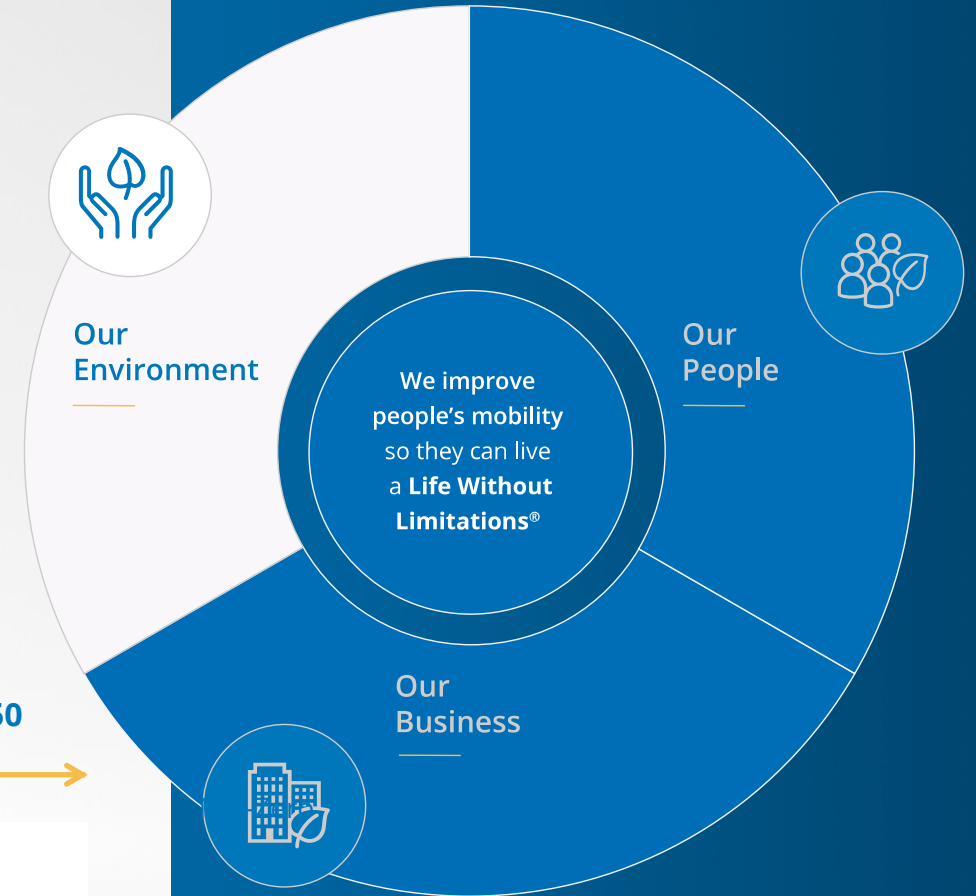 Our
Environment
Our
People
We improve
people’s mobility
so they can live
a Life Without
Limitations®
Our
Business